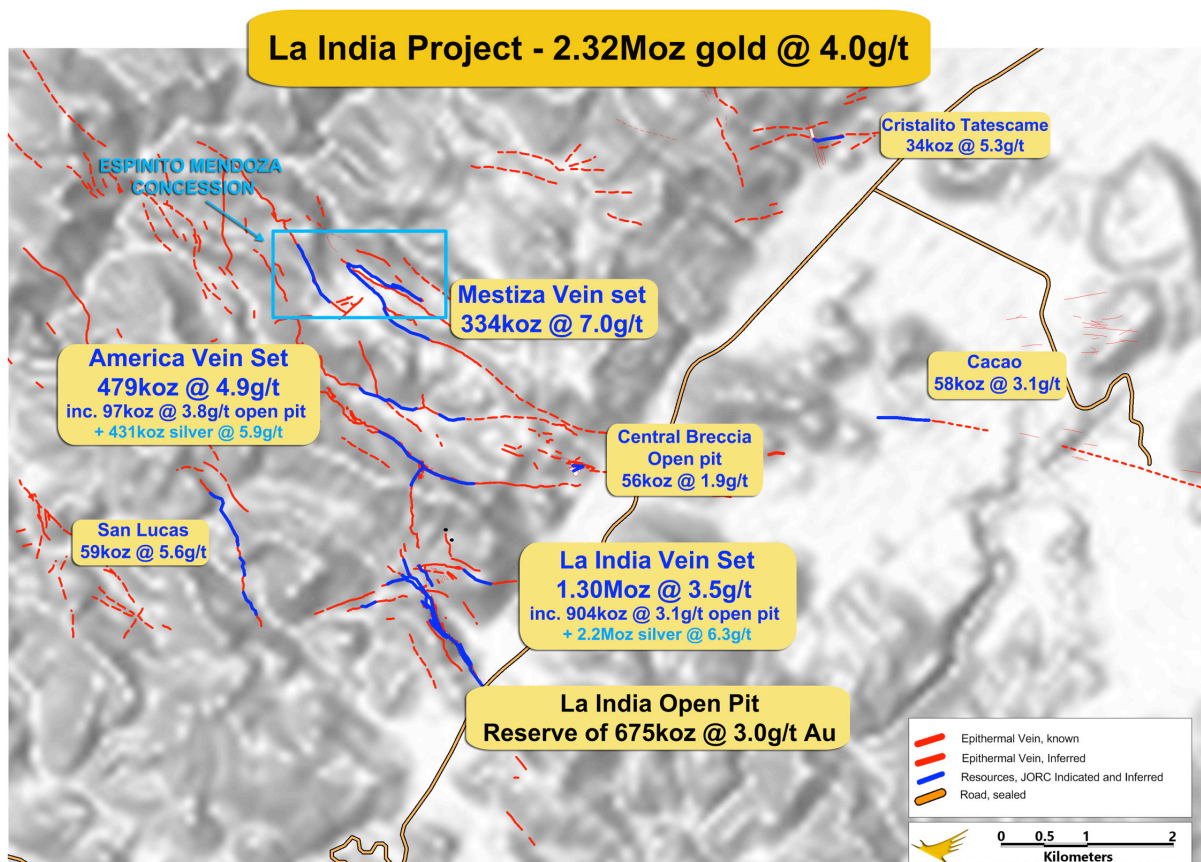 La India Project - 2.32Moz gold @ 4.0g/t
Cristalito Tatescame
34koz @ 5.3g/t
ESPINITO MENDOZA
CONCESSION
Mestiza Vein set
334koz @ 7.0g/t
America Vein Set
479koz @ 4.9g/t
inc. 97koz @ 3.8g/t open pit
+ 431koz silver @ 5.9g/t
Cacao
58koz @ 3.1g/t
Central Breccia
Open pit
56koz @ 1.9g/t
San Lucas
59koz @ 5.6g/t
La India Vein Set
1.30Moz @ 3.5g/t
inc. 904koz @ 3.1g/t open pit
+ 2.2Moz silver @ 6.3g/t
La India Open Pit
Reserve of 675koz @ 3.0g/t Au
Epithermal Vein, known
Epithermal Vein, Inferred
Resources, JORC Indicated and Inferred
Road, sealed
0 0.5 1 2
Kilometers